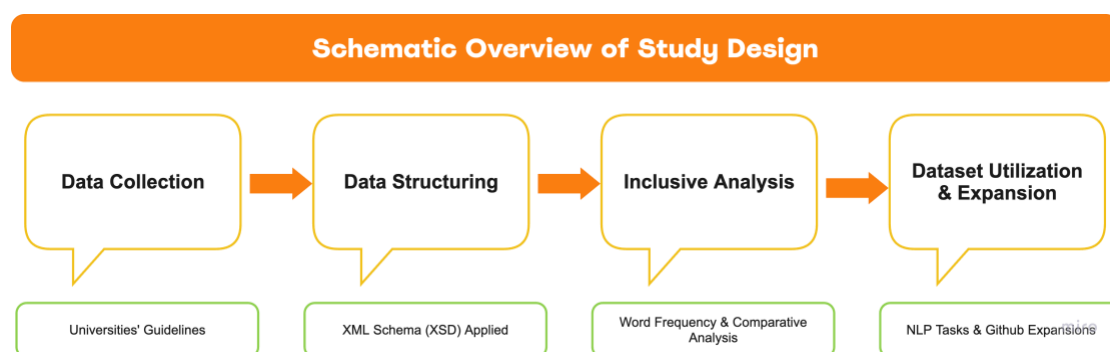 Schematic Overview of Study Design
Data Collection
Data Structuring
Inclusive Analysis
Dataset Utilization
& Expansion
Universities' Guidelines
XML Schema (XSD) Applied
Word Frequency & Comparative
Analysis
NLP Tasks & Github Expansions
miro